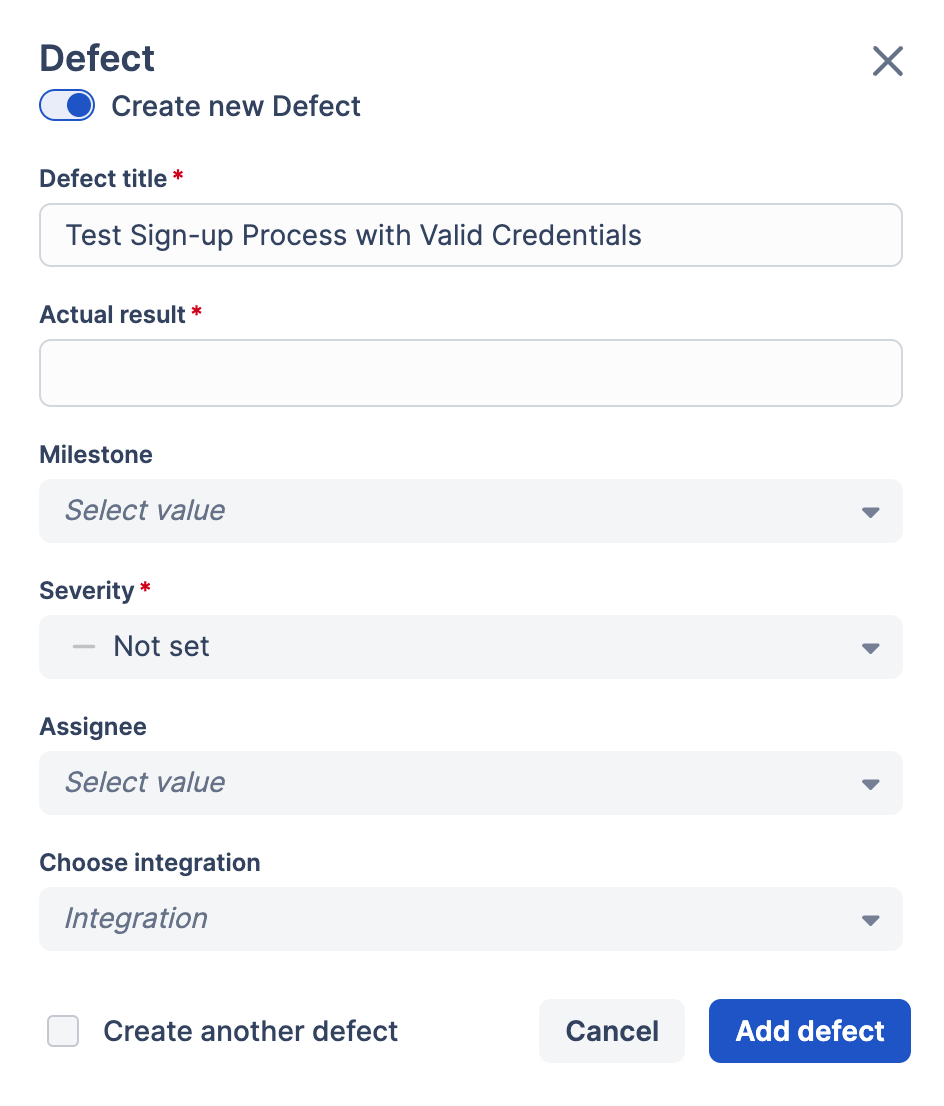 Defect
Create new Defect
Defect title *
Test Sign-up Process with Valid Credentials
Actual result *
Milestone
Select value
Severity *
Not set
Assignee
Select value
Choose integration
Integration
Create another defect
Cancel
Add defect